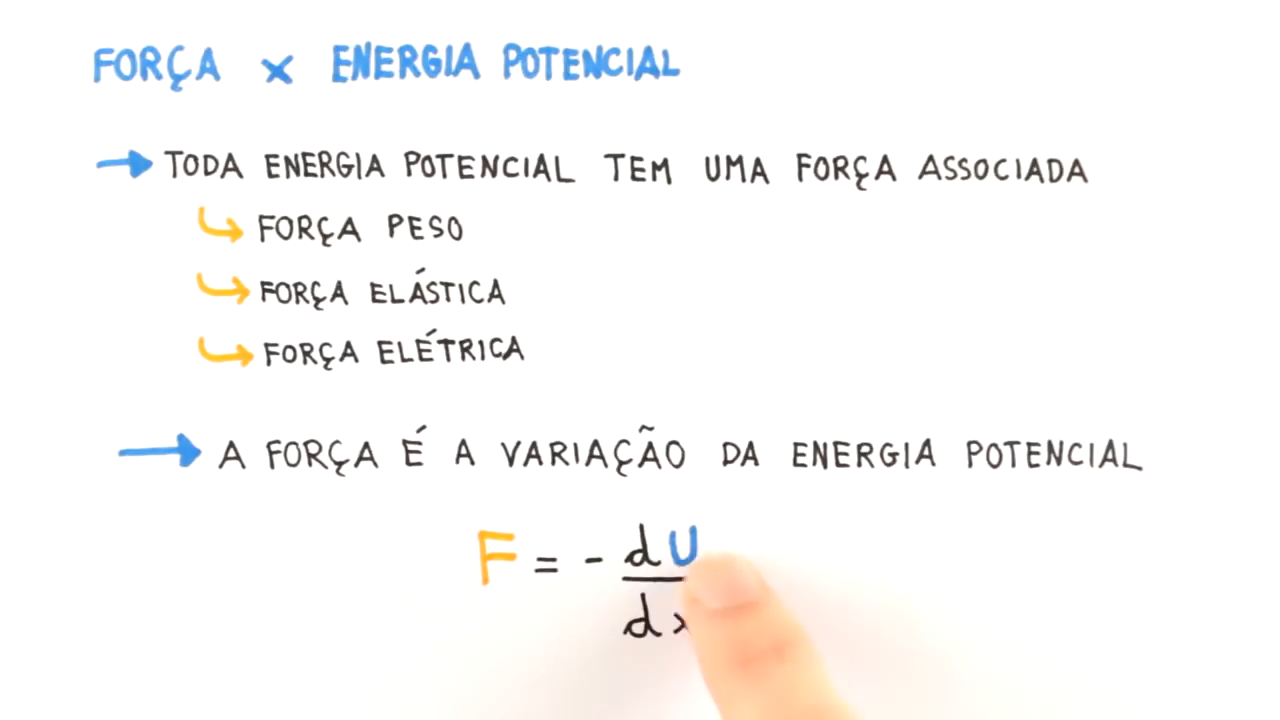 FORÇA x ENERGIA POTENCIAL
TODA ENERGIA POTENCIAL TEM UMA FORÇA ASSOCIADA
FORÇA PESO
FORÇA ELÁSTICA
FORÇA ELÉTRICA
A FORÇA É A VARIAÇÃO DA ENERGIA POTENCIAL
F = - dU
dx